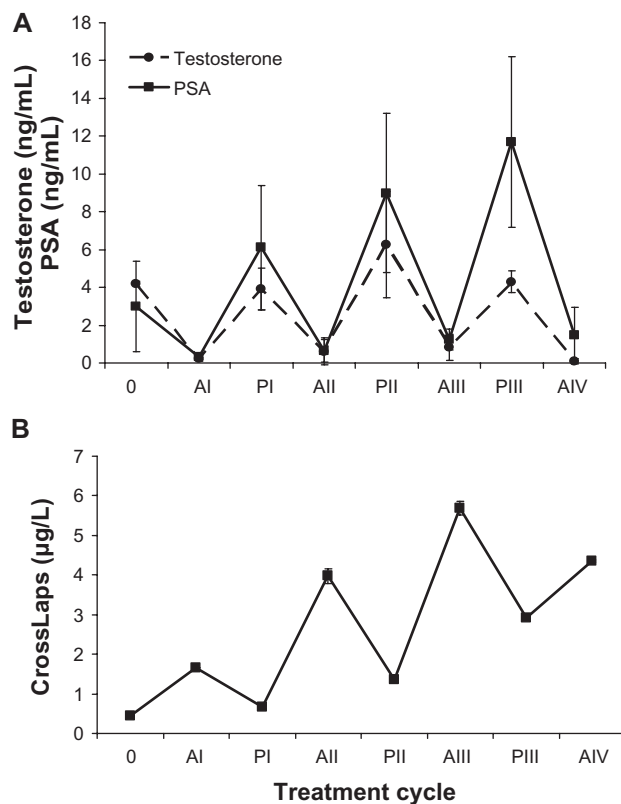 A
Testosterone (ng/mL)
PSA (ng/mL)
18
16
14
12
10
8
6
4
2
0
Testosterone
PSA
0 AI PI AII PII AIII PIII AIV
B
CrossLaps (µg/L)
7
6
5
4
3
2
1
0
0 AI PI AII PII AIII PIII AIV
Treatment cycle